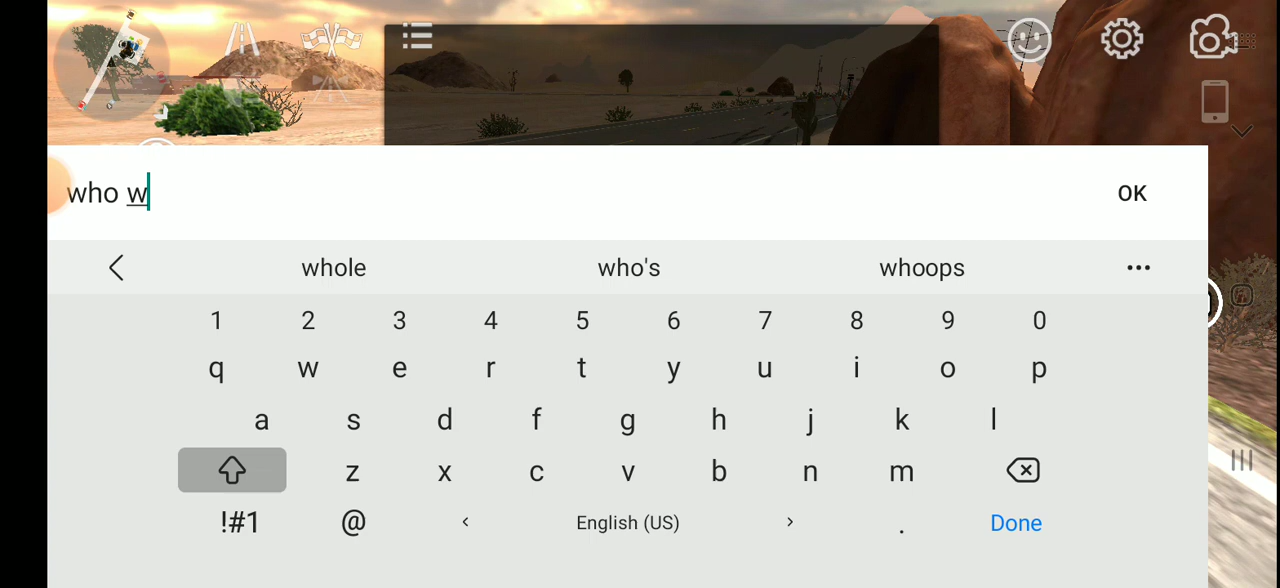 who w
OK
whole who's whoops
1 2 3 4 5 6 7 8 9 0
q w e r t y u i o p
a s d f g h j k l
z x c v b n m
!#1 @ English (US) . Done